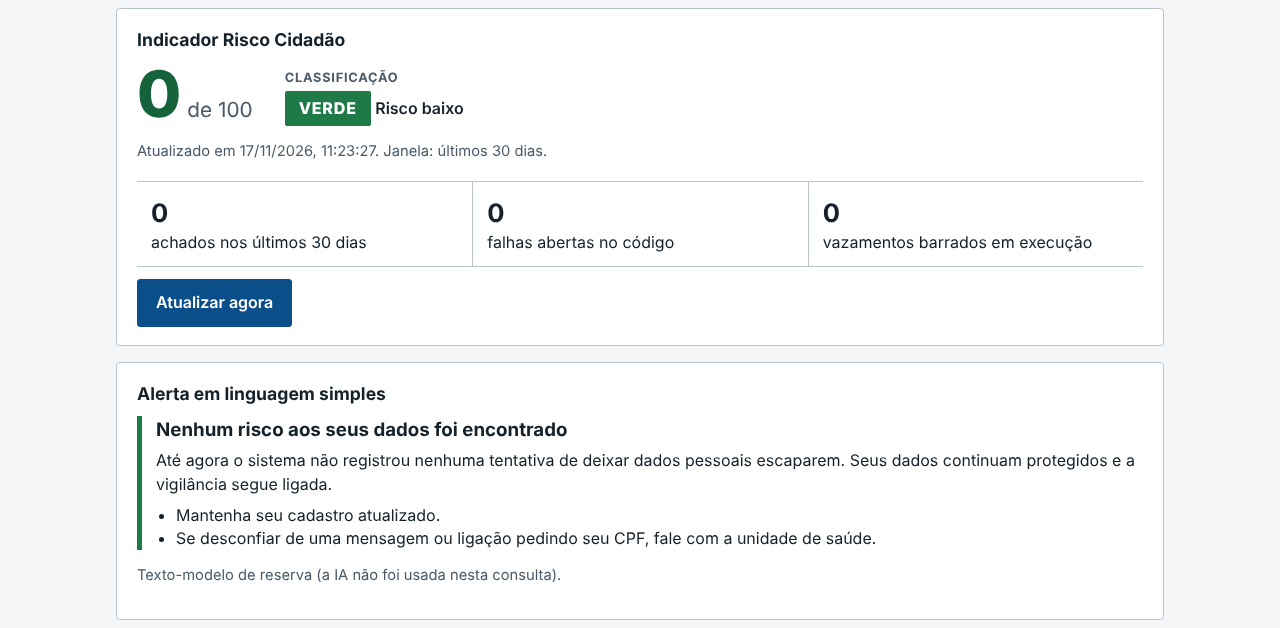 Indicador Risco Cidadão
0 de 100
CLASSIFICAÇÃO
VERDE Risco baixo
Atualizado em 17/11/2026, 11:23:27. Janela: últimos 30 dias.
0
achados nos últimos 30 dias
0
falhas abertas no código
0
vazamentos barrados em execução
Atualizar agora
Alerta em linguagem simples
Nenhum risco aos seus dados foi encontrado
Até agora o sistema não registrou nenhuma tentativa de deixar dados pessoais escaparem. Seus dados continuam protegidos e a
vigilância segue ligada.
• Mantenha seu cadastro atualizado.
• Se desconfiar de uma mensagem ou ligação pedindo seu CPF, fale com a unidade de saúde.
Texto-modelo de reserva (a IA não foi usada nesta consulta).